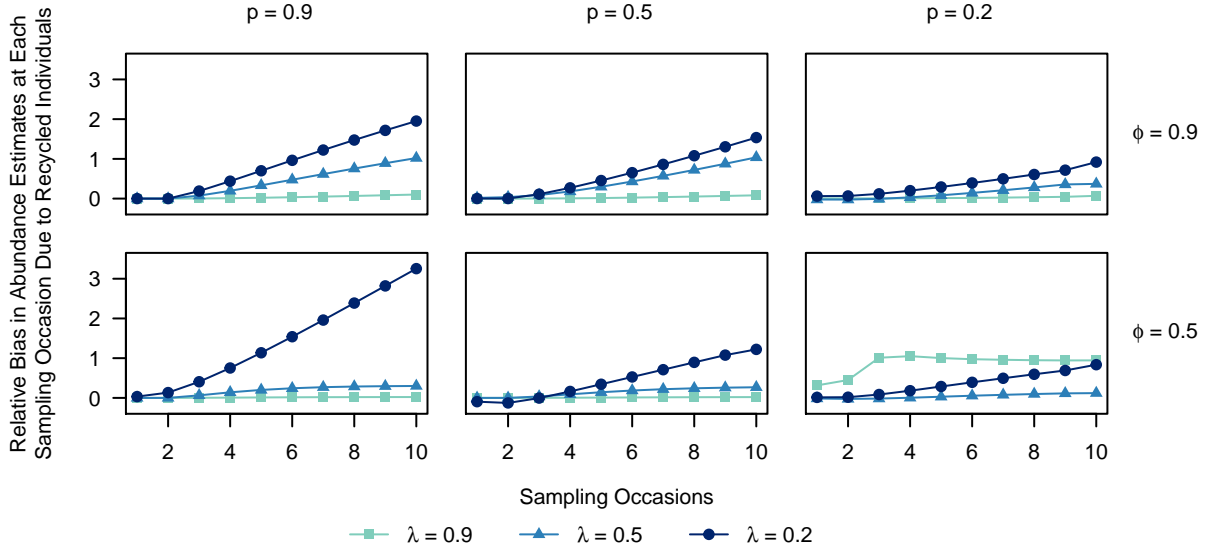 p = 0.9
p = 0.5
p = 0.2
Relative Bias in Abundance Estimates at Each
Sampling Occasion Due to Recycled Individuals
3
2
1
0
ϕ = 0.9
3
2
1
0
ϕ = 0.5
2 4 6 8 10
2 4 6 8 10
2 4 6 8 10
Sampling Occasions
λ = 0.9
λ = 0.5
λ = 0.2